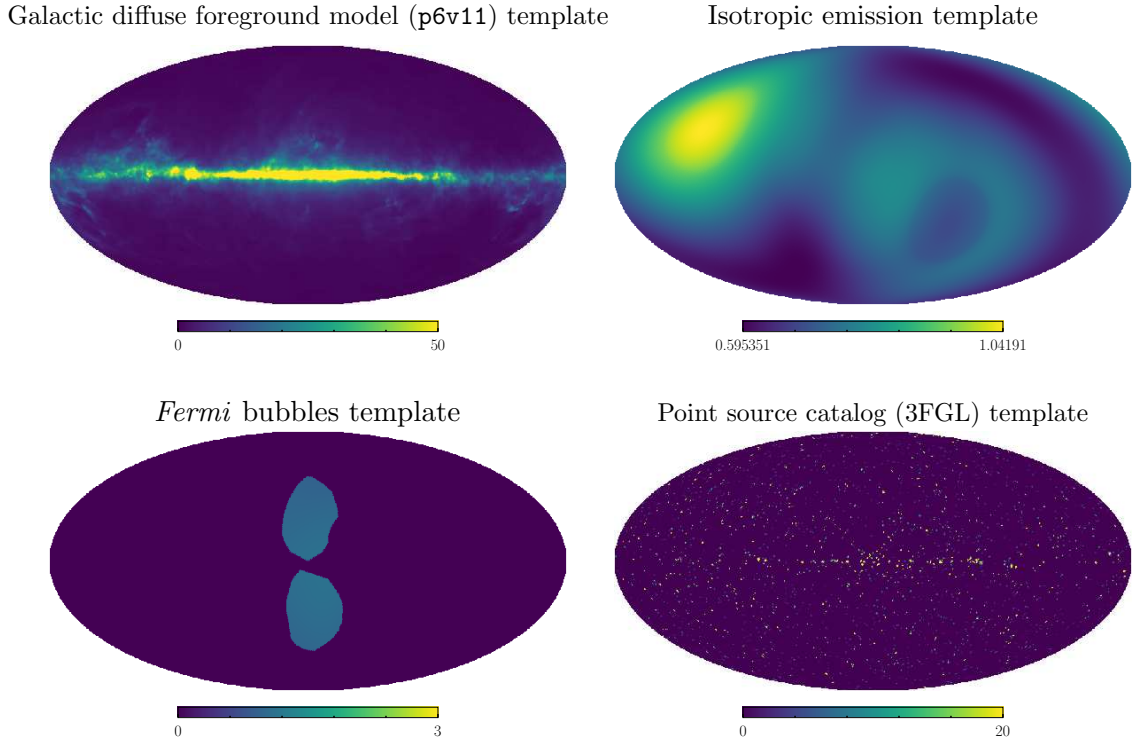 Galactic diffuse foreground model (p6v11) template
Isotropic emission template
0 50
0.595351 1.04191
Fermi bubbles template
Point source catalog (3FGL) template
0 3
0 20